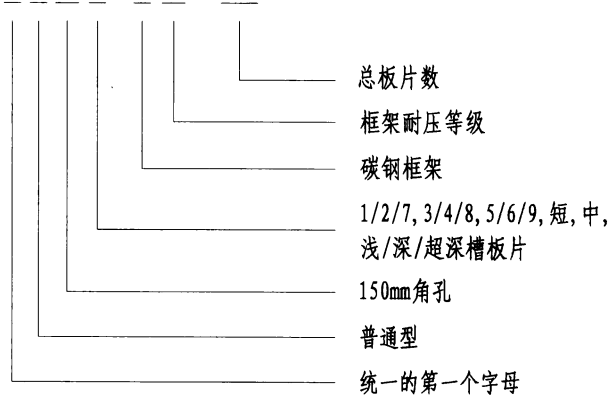 总板片数
框架耐压等级
碳钢框架
1/2/7,3/4/8,5/6/9,短,中,
浅/深/超深槽板片
150mm角孔
普通型
统一的第一个字母